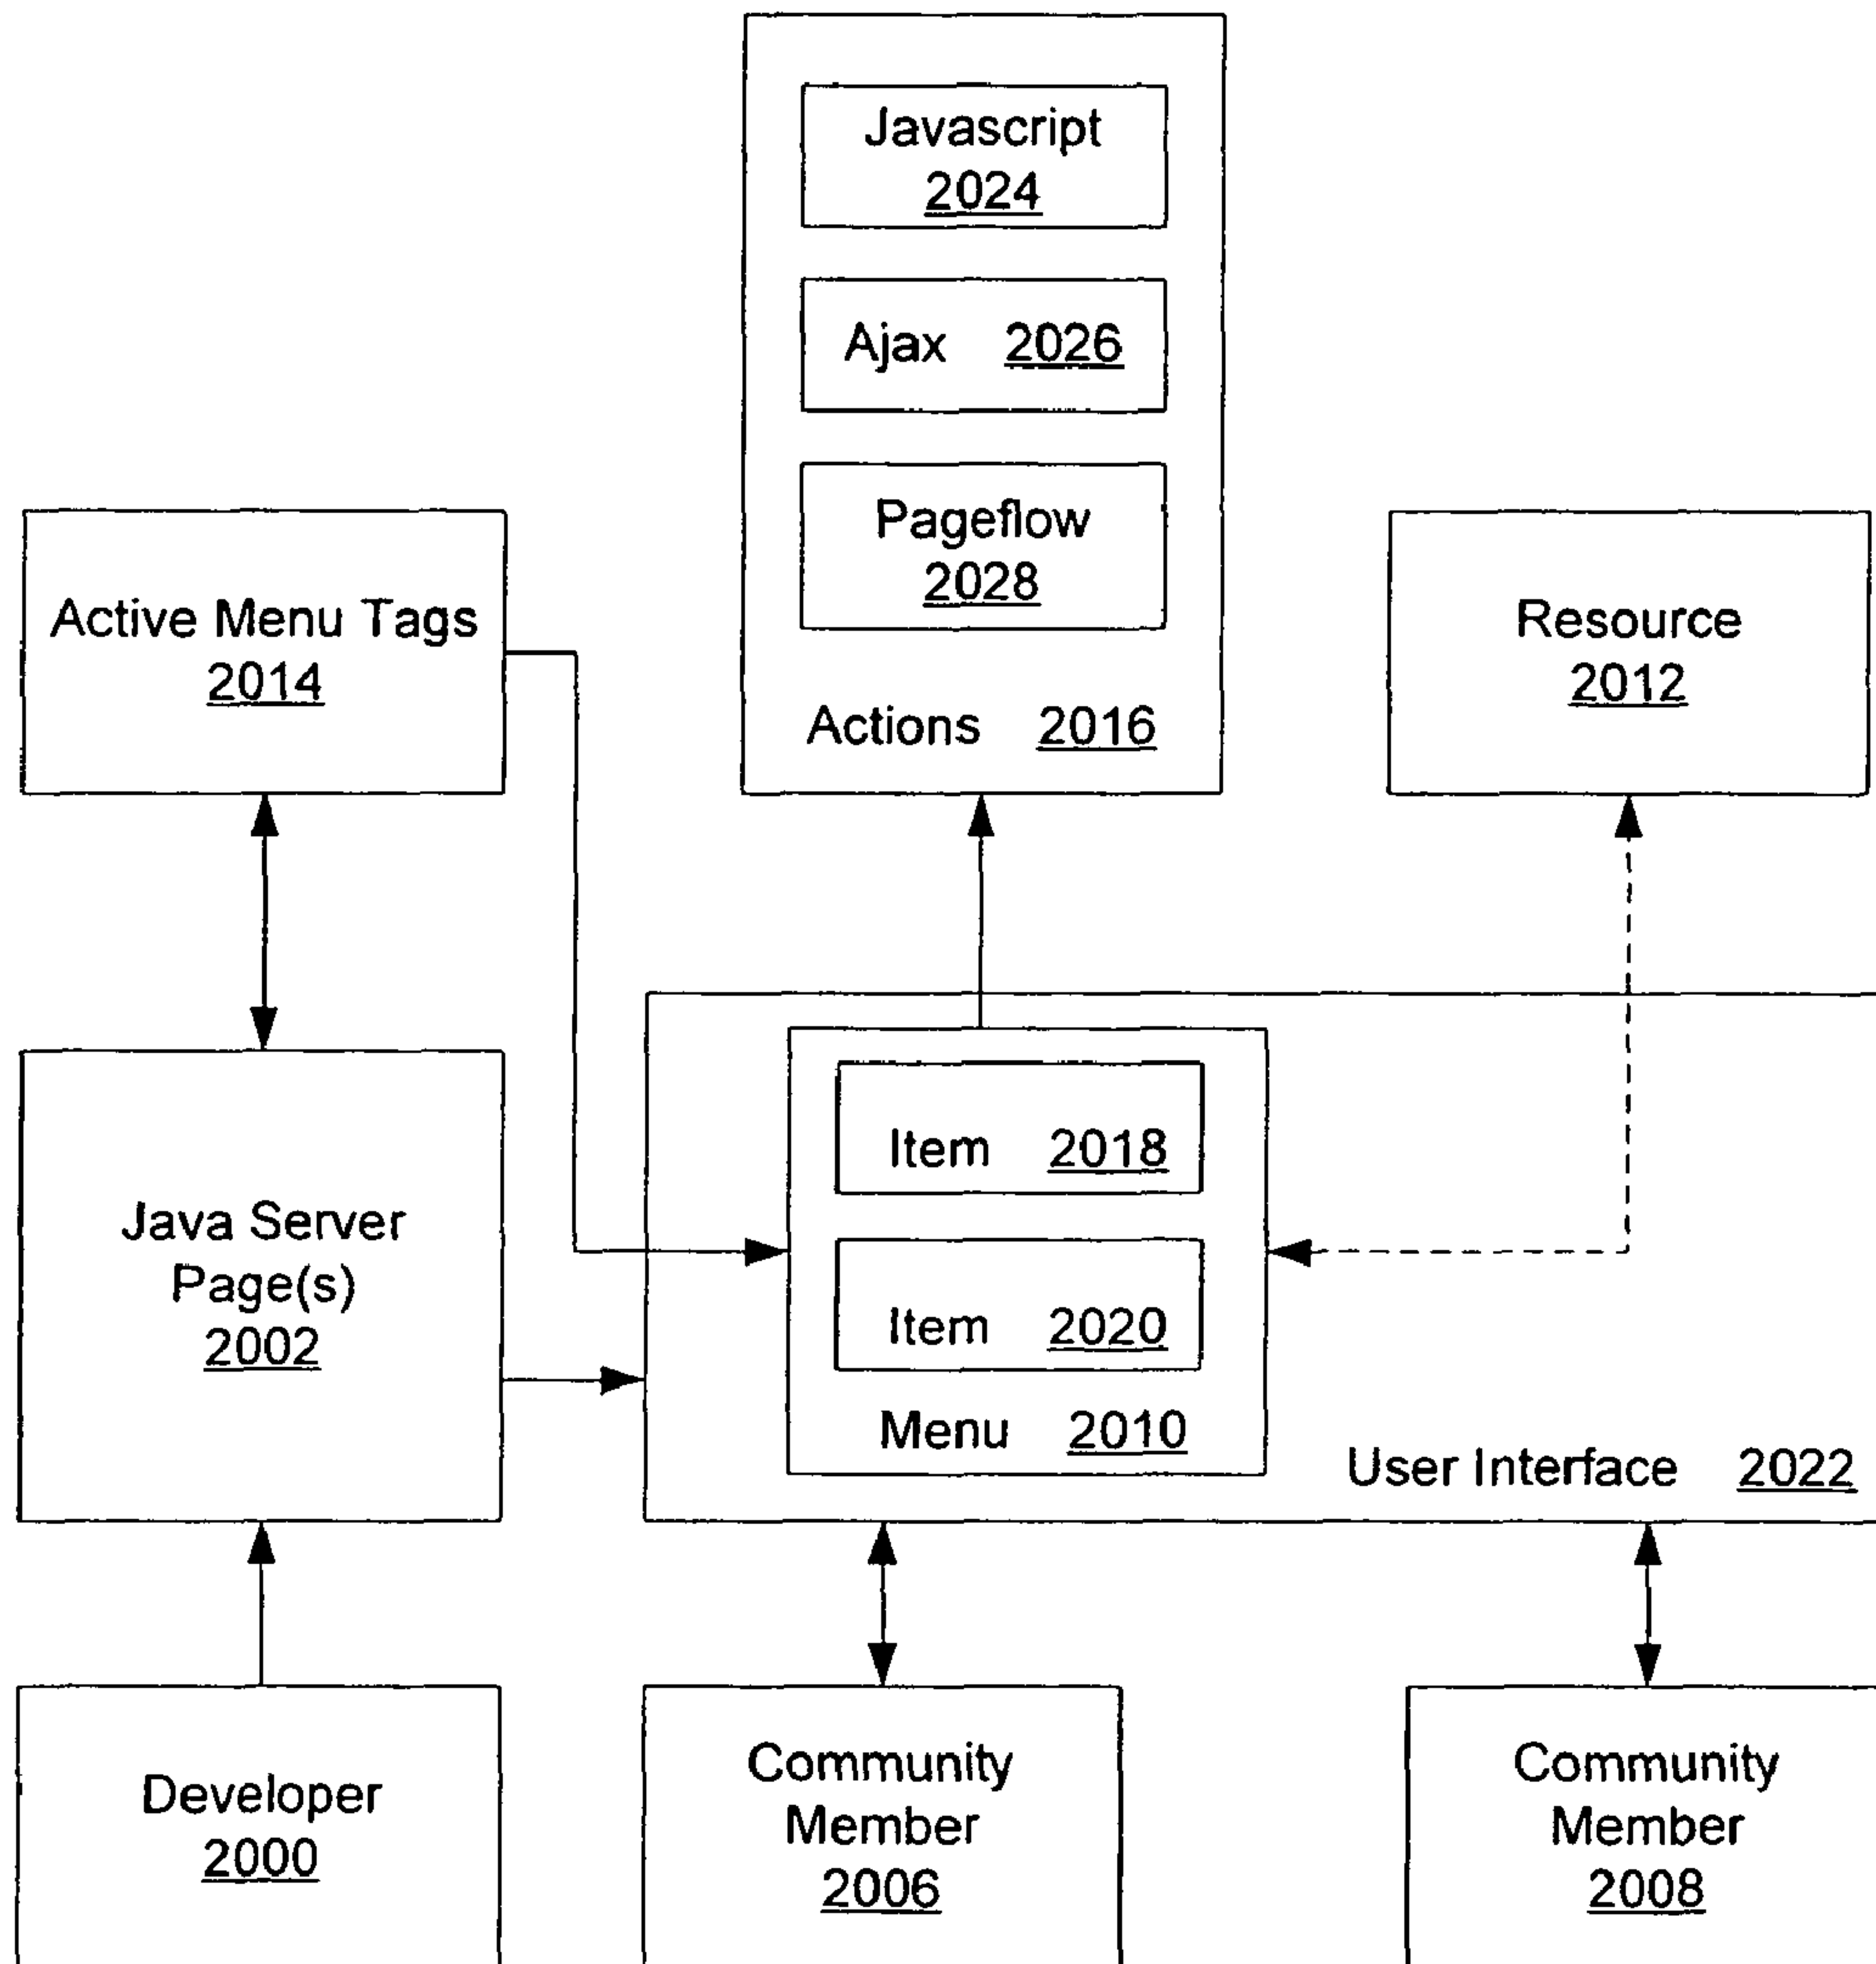 Javascript
2024
Ajax 2026
Pageflow
2028
Actions 2016
Active Menu Tags
2014
Resource
2012
Java Server
Page(s)
2002
Item 2018
Item 2020
Menu 2010
User Interface 2022
Developer
2000
Community
Member
2006
Community
Member
2008